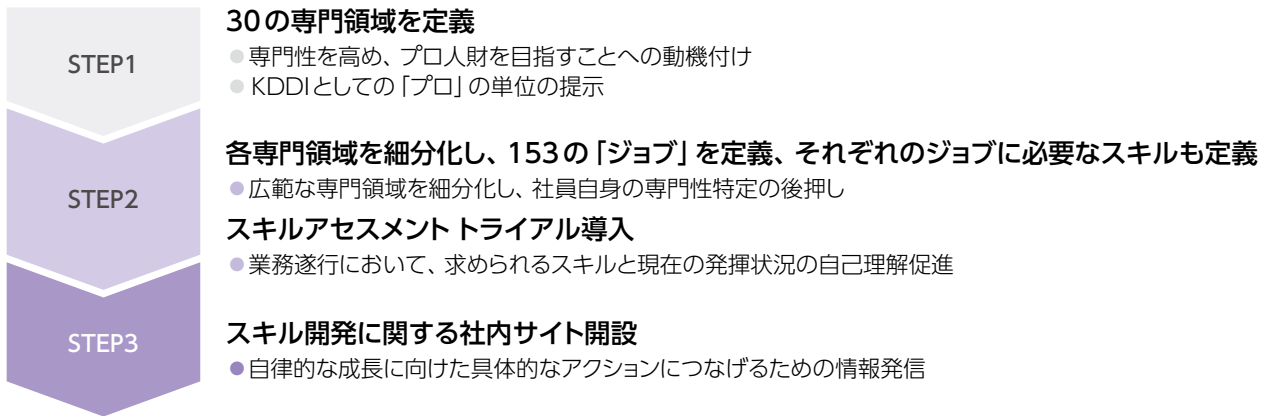 STEP1
30の専門領域を定義
専門性を高め、プロ人財を目指すことへの動機付け
KDDIとしての「プロ」の単位の提示
STEP2
各専門領域を細分化し、153の「ジョブ」を定義、それぞれのジョブに必要なスキルも定義
広範な専門領域を細分化し、社員自身の専門性特定の後押し
スキルアセスメント トライアル導入
業務遂行において、求められるスキルと現在の発揮状況の自己理解促進
STEP3
スキル開発に関する社内サイト開設
自律的な成長に向けた具体的なアクションにつなげるための情報発信